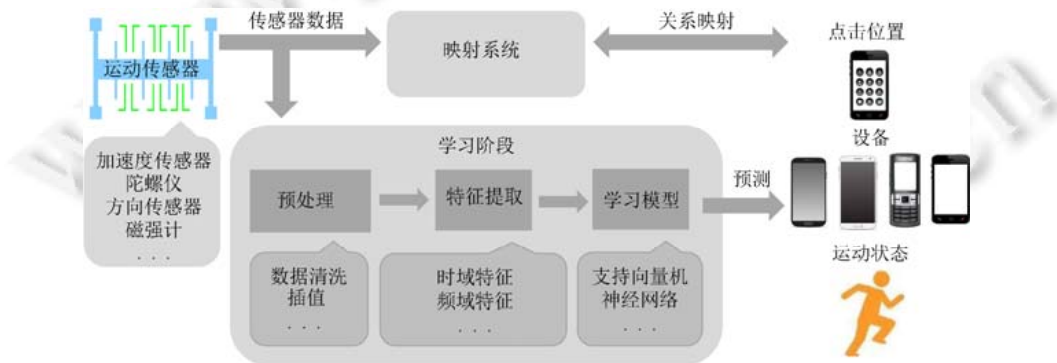 传感器数据
关系映射
点击位置
运动传感器
映射系统
设备
加速度传感器
陀螺仪
方向传感器
磁强计
. . .
学习阶段
预处理
特征提取
学习模型
预测
数据清洗
插值
. . .
时域特征
频域特征
. . .
支持向量机
神经网络
. . .
运动状态